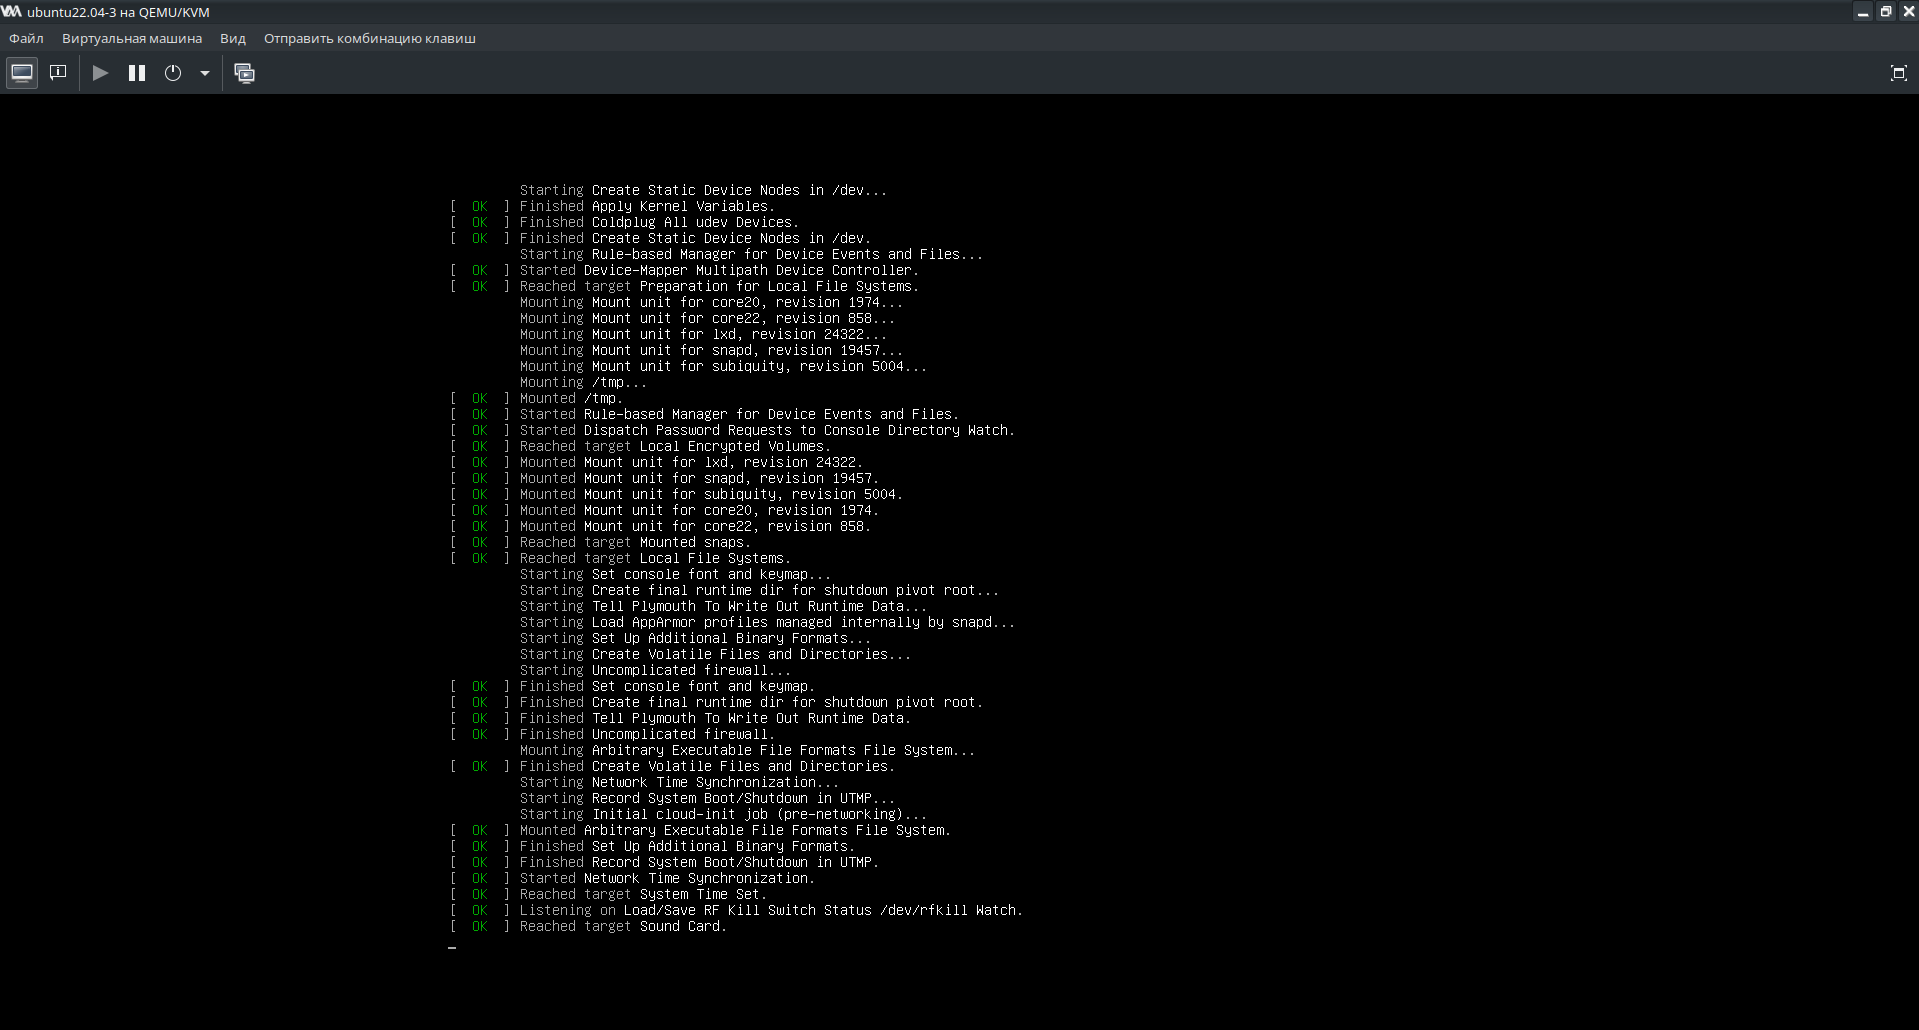 ubuntu22.04-3 на QEMU/KVM
Файл Виртуальная машина Вид Отправить комбинацию клавиш
Starting Create Static Device Nodes in /dev...
[ OK ] Finished Apply Kernel Variables.
[ OK ] Finished Coldplug All udev Devices.
[ OK ] Finished Create Static Device Nodes in /dev.
Starting Rule-based Manager for Device Events and Files...
[ OK ] Started Device-Mapper Multipath Device Controller.
[ OK ] Reached target Preparation for Local File Systems.
Mounting Mount unit for core20, revision 1974...
Mounting Mount unit for core22, revision 858...
Mounting Mount unit for lxd, revision 24322...
Mounting Mount unit for snapd, revision 19457...
Mounting Mount unit for subiquity, revision 5004...
Mounting /tmp...
[ OK ] Mounted /tmp.
[ OK ] Started Rule-based Manager for Device Events and Files.
[ OK ] Started Dispatch Password Requests to Console Directory Watch.
[ OK ] Reached target Local Encrypted Volumes.
[ OK ] Mounted Mount unit for lxd, revision 24322.
[ OK ] Mounted Mount unit for snapd, revision 19457.
[ OK ] Mounted Mount unit for subiquity, revision 5004.
[ OK ] Mounted Mount unit for core20, revision 1974.
[ OK ] Mounted Mount unit for core22, revision 858.
[ OK ] Reached target Mounted snaps.
[ OK ] Reached target Local File Systems.
Starting Set console font and keymap...
Starting Create final runtime dir for shutdown pivot root...
Starting Tell Plymouth To Write Out Runtime Data...
Starting Load AppArmor profiles managed internally by snapd...
Starting Set Up Additional Binary Formats...
Starting Create Volatile Files and Directories...
Starting Uncomplicated firewall...
[ OK ] Finished Set console font and keymap.
[ OK ] Finished Create final runtime dir for shutdown pivot root.
[ OK ] Finished Tell Plymouth To Write Out Runtime Data.
[ OK ] Finished Uncomplicated firewall.
Mounting Arbitrary Executable File Formats File System...
[ OK ] Finished Create Volatile Files and Directories.
Starting Network Time Synchronization...
Starting Record System Boot/Shutdown in UTMP...
Starting Initial cloud-init job (pre-networking)...
[ OK ] Mounted Arbitrary Executable File Formats File System.
[ OK ] Finished Set Up Additional Binary Formats.
[ OK ] Finished Record System Boot/Shutdown in UTMP.
[ OK ] Started Network Time Synchronization.
[ OK ] Reached target System Time Set.
[ OK ] Listening on Load/Save RF Kill Switch Status /dev/rfkill Watch.
[ OK ] Reached target Sound Card.